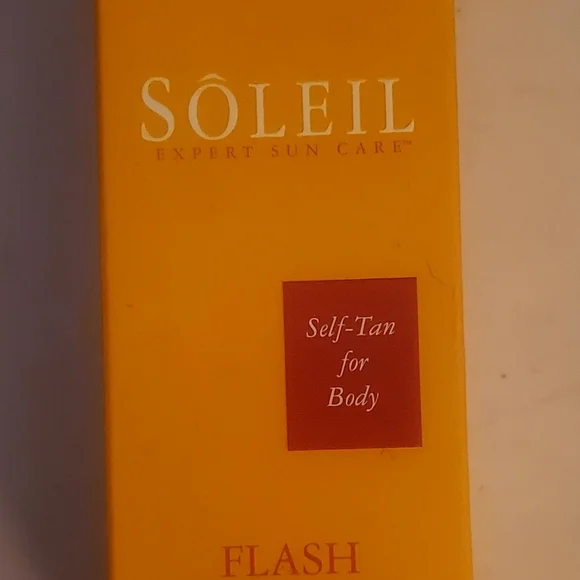 SÔLEIL
EXPERT SUN CARE™
Self-Tan
for
Body
FLASH